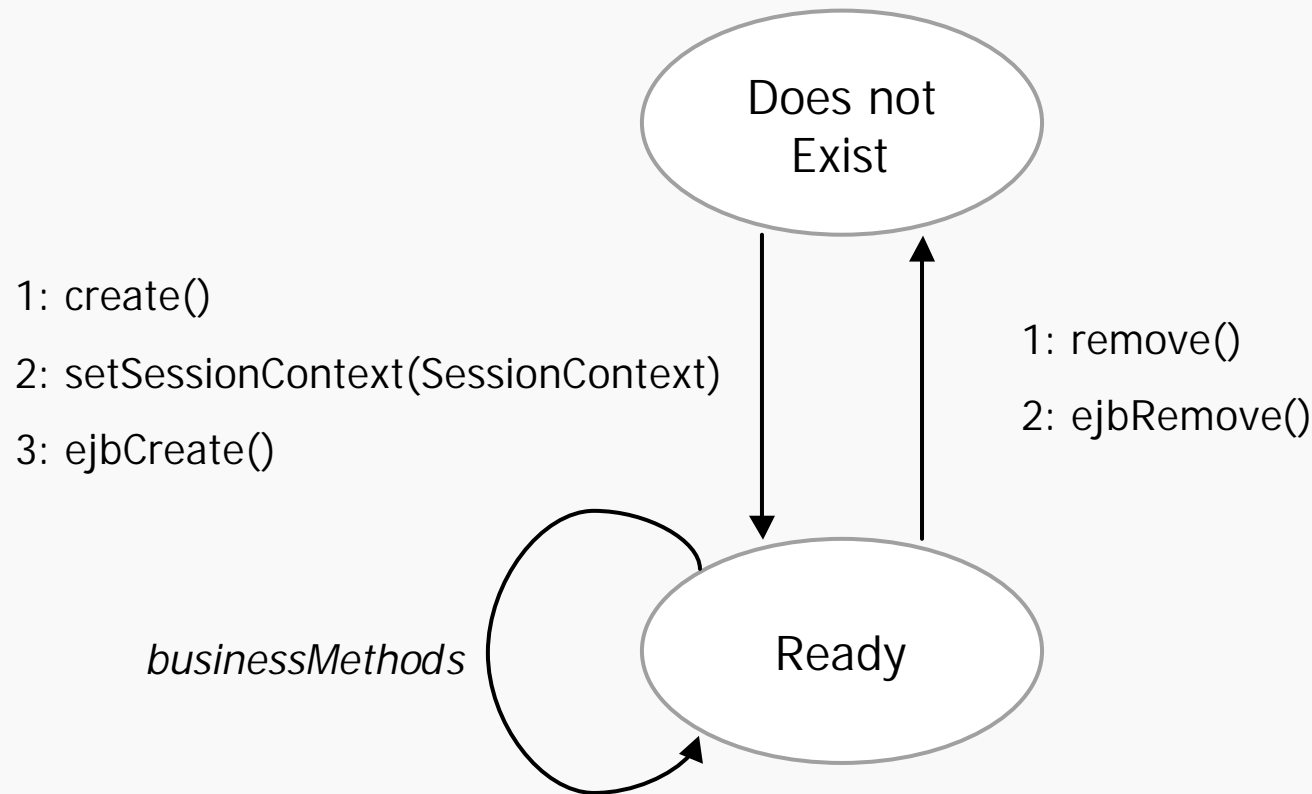 Does not
Exist
1: create()
2: setSessionContext(SessionContext)
3: ejbCreate()
1: remove()
2: ejbRemove()
businessMethods
Ready